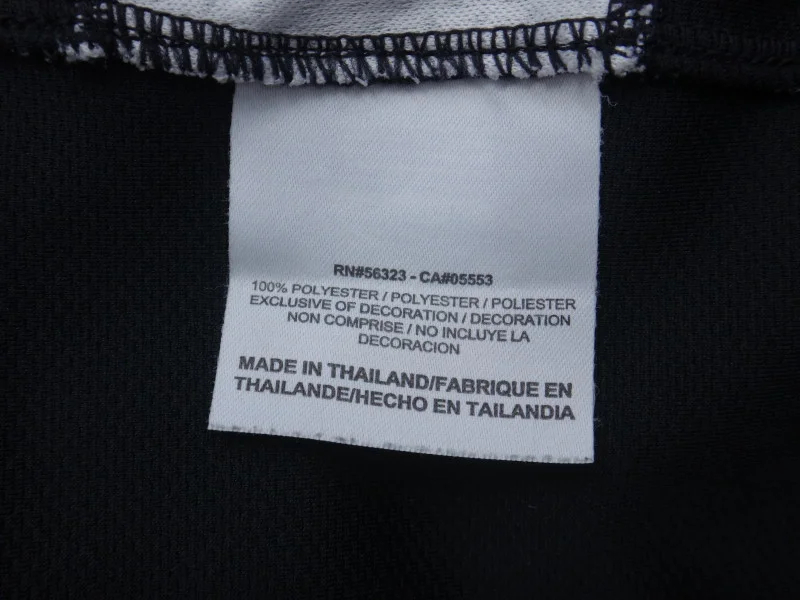 RN#56323 - CA#05553
100% POLYESTER / POLYESTER / POLIESTER
EXCLUSIVE OF DECORATION / DECORATION
NON COMPRISE / NO INCLUYE LA
DECORACION
MADE IN THAILAND/FABRIQUE EN
THAILANDE/HECHO EN TAILANDIA